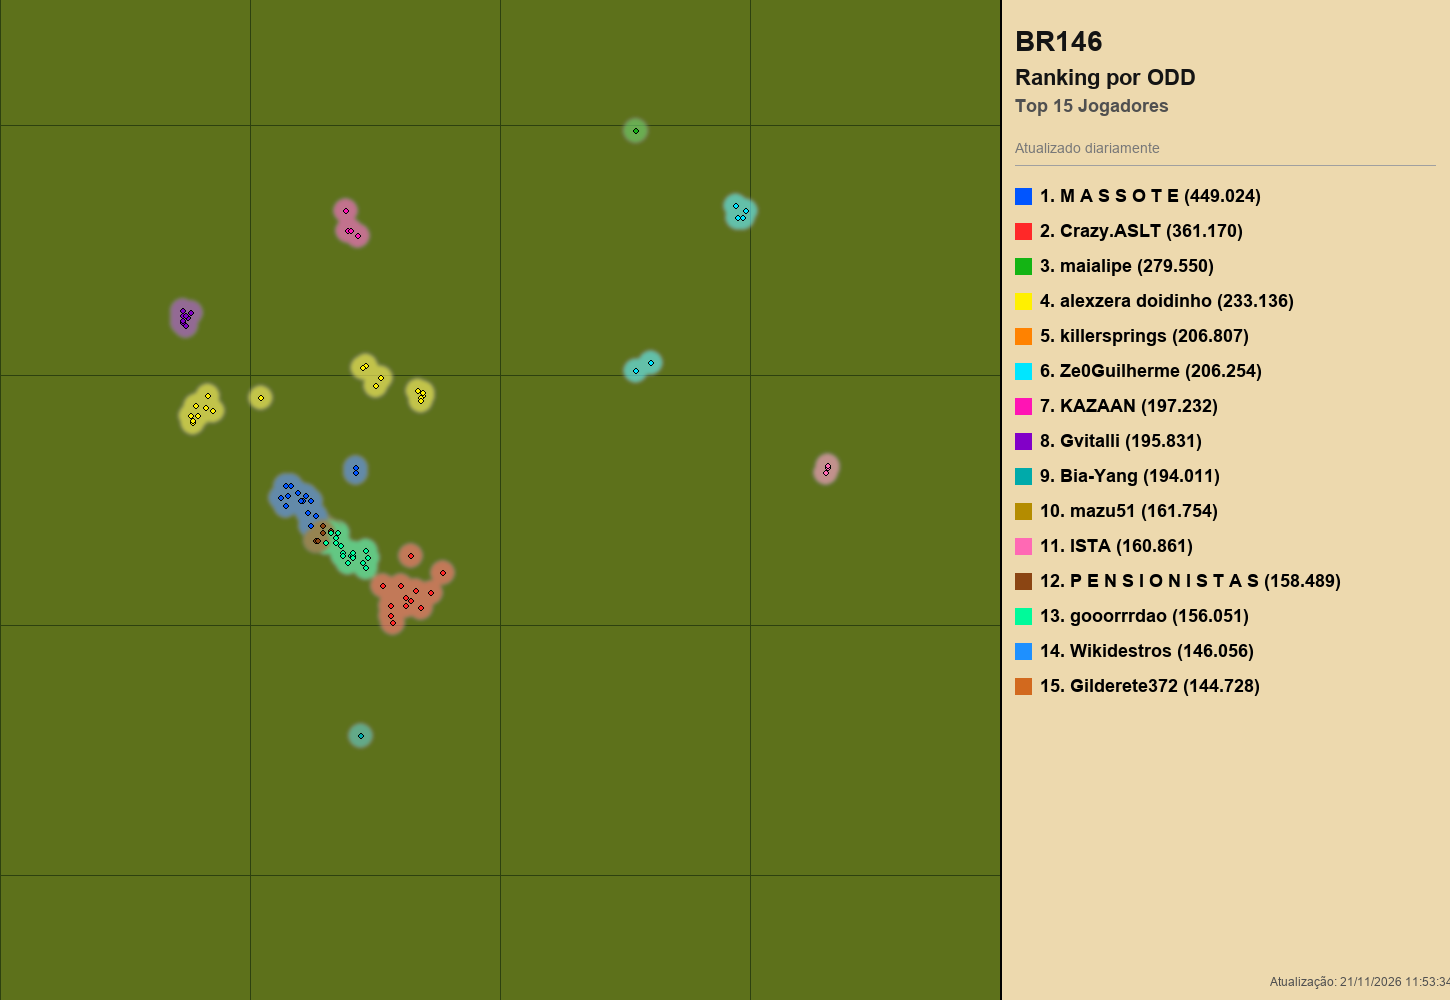 BR146
Ranking por ODD
Top 15 Jogadores
Atualizado diariamente
1. M A S S O T E (449.024)
2. Crazy.ASLT (361.170)
3. maialipe (279.550)
4. alexzera doidinho (233.136)
5. killersprings (206.807)
6. Ze0Guilherme (206.254)
7. KAZAAN (197.232)
8. Gvitalli (195.831)
9. Bia-Yang (194.011)
10. mazu51 (161.754)
11. ISTA (160.861)
12. P E N S I O N I S T A S (158.489)
13. gooorrrdao (156.051)
14. Wikidestros (146.056)
15. Gilderete372 (144.728)
Atualização: 21/11/2026 11:53:34